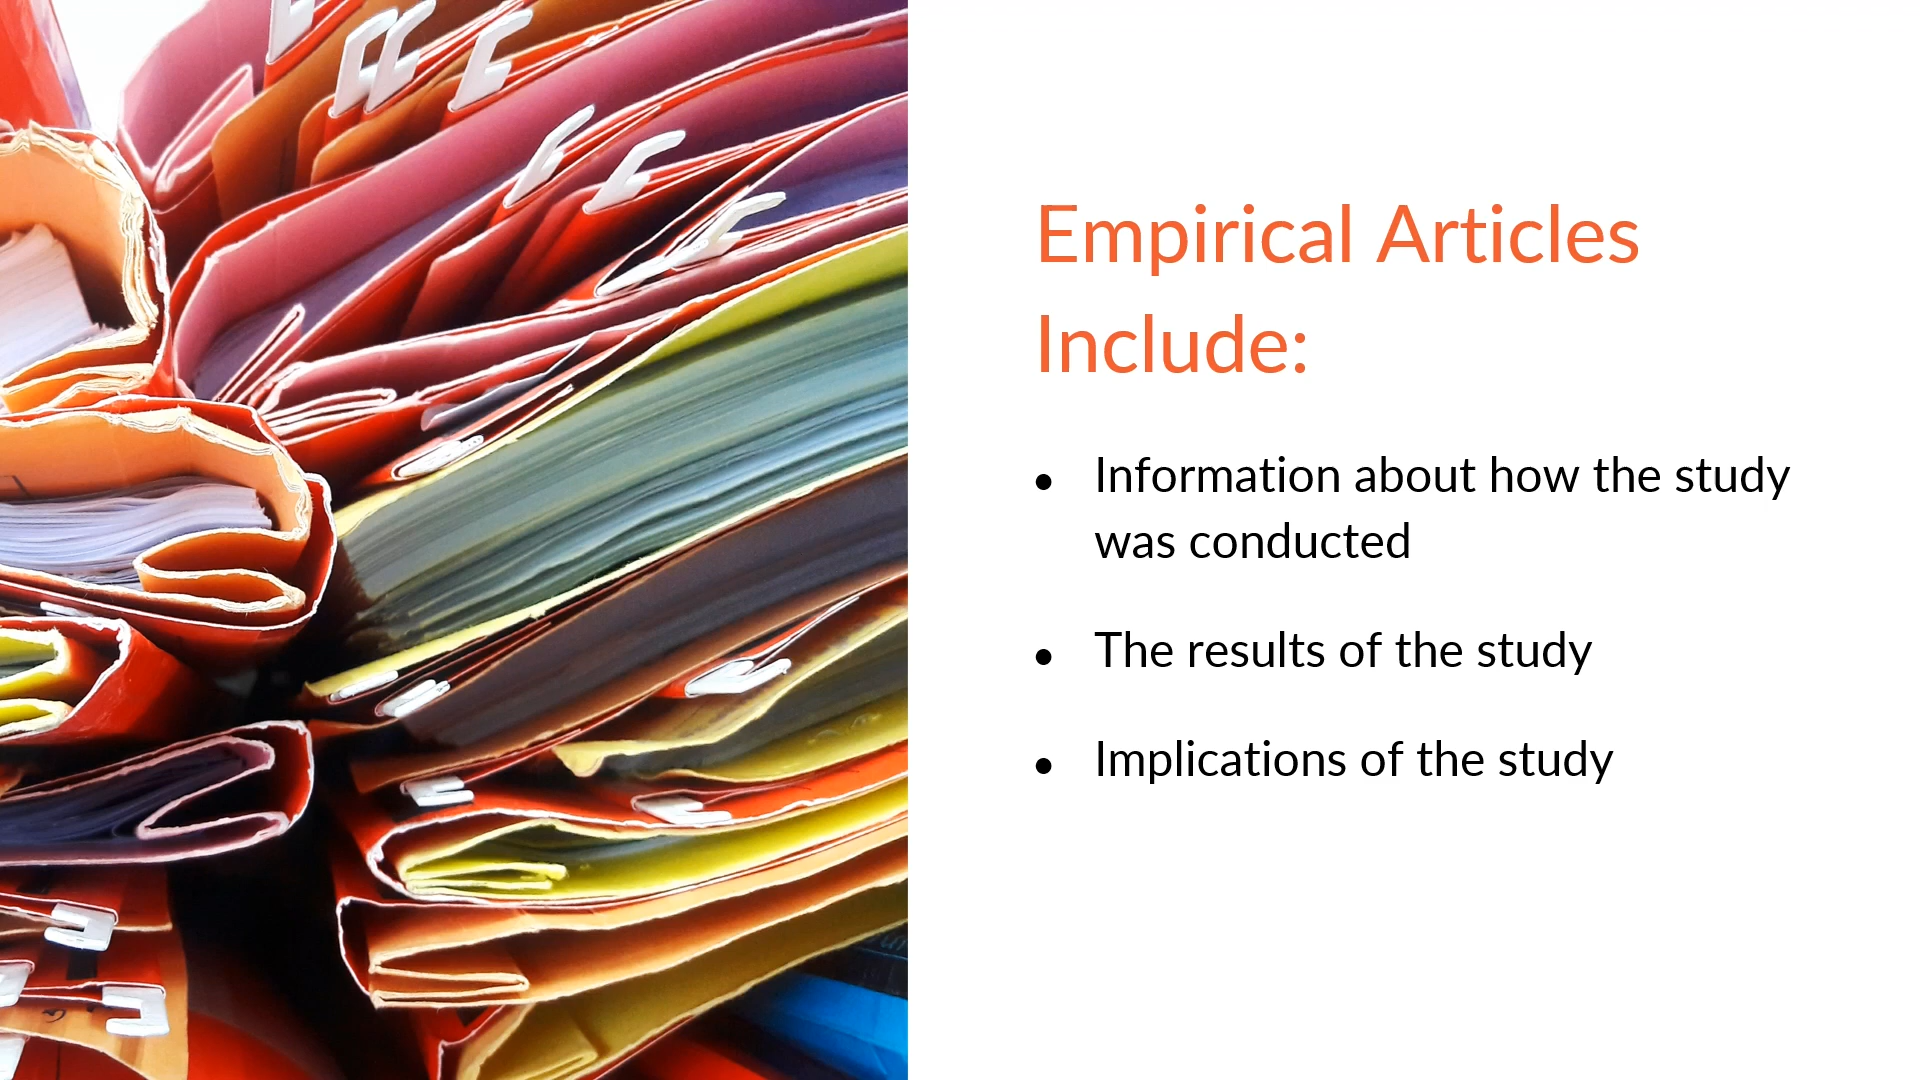 Empirical Articles
Include:
• Information about how the study
was conducted
• The results of the study
• Implications of the study